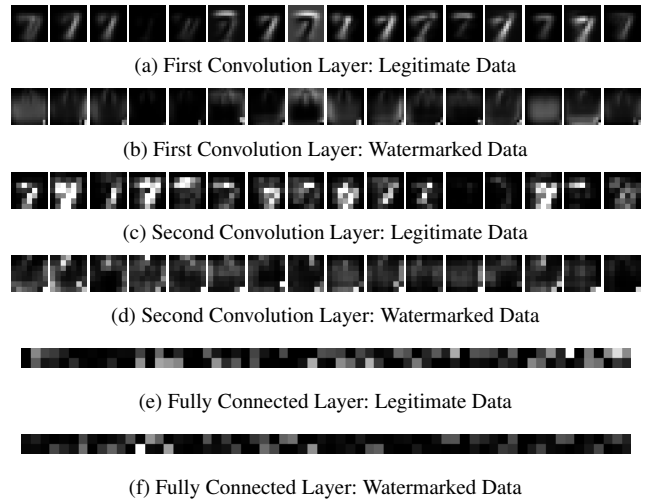 (a) First Convolution Layer: Legitimate Data
(b) First Convolution Layer: Watermarked Data
(c) Second Convolution Layer: Legitimate Data
(d) Second Convolution Layer: Watermarked Data
(e) Fully Connected Layer: Legitimate Data
(f) Fully Connected Layer: Watermarked Data